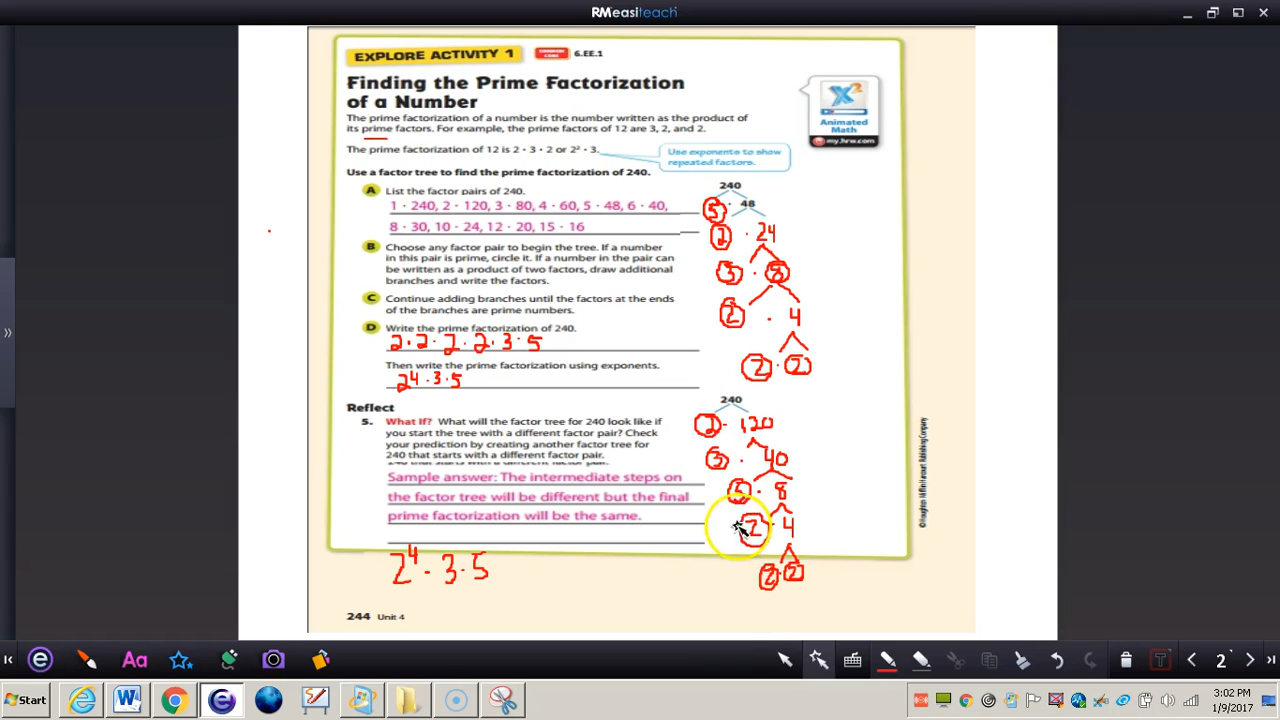 RMeasiteach
EXPLORE ACTIVITY 1
COMMON CORE
6.EE.1
Finding the Prime Factorization
of a Number
The prime factorization of a number is the number written as the product of
its prime factors. For example, the prime factors of 12 are 3, 2, and 2.
The prime factorization of 12 is 2 · 3 · 2 or 2² · 3.
Use exponents to show
repeated factors.
X²
Animated
Math
my.hrw.com
Use a factor tree to find the prime factorization of 240.
A List the factor pairs of 240.
1 · 240, 2 · 120, 3 · 80, 4 · 60, 5 · 48, 6 · 40,
8 · 30, 10 · 24, 12 · 20, 15 · 16
B Choose any factor pair to begin the tree. If a number
in this pair is prime, circle it. If a number in the pair can
be written as a product of two factors, draw additional
branches and write the factors.
C Continue adding branches until the factors at the ends
of the branches are prime numbers.
D Write the prime factorization of 240.
2 · 2 · 2 · 2 · 3 · 5
Then write the prime factorization using exponents.
2⁴ · 3 · 5
240
5 · 48
2 · 24
3 · 8
2 · 4
2 · 2
Reflect
5. What If? What will the factor tree for 240 look like if
you start the tree with a different factor pair? Check
your prediction by creating another factor tree for
240 that starts with a different factor pair.
Sample answer: The intermediate steps on
the factor tree will be different but the final
prime factorization will be the same.
2⁴ · 3 · 5
240
2 · 120
3 · 40
5 · 8
2 · 4
2 · 2
© Houghton Mifflin Harcourt Publishing Company
244 Unit 4
Aa
T
2
Start
3:02 PM
1/9/2017